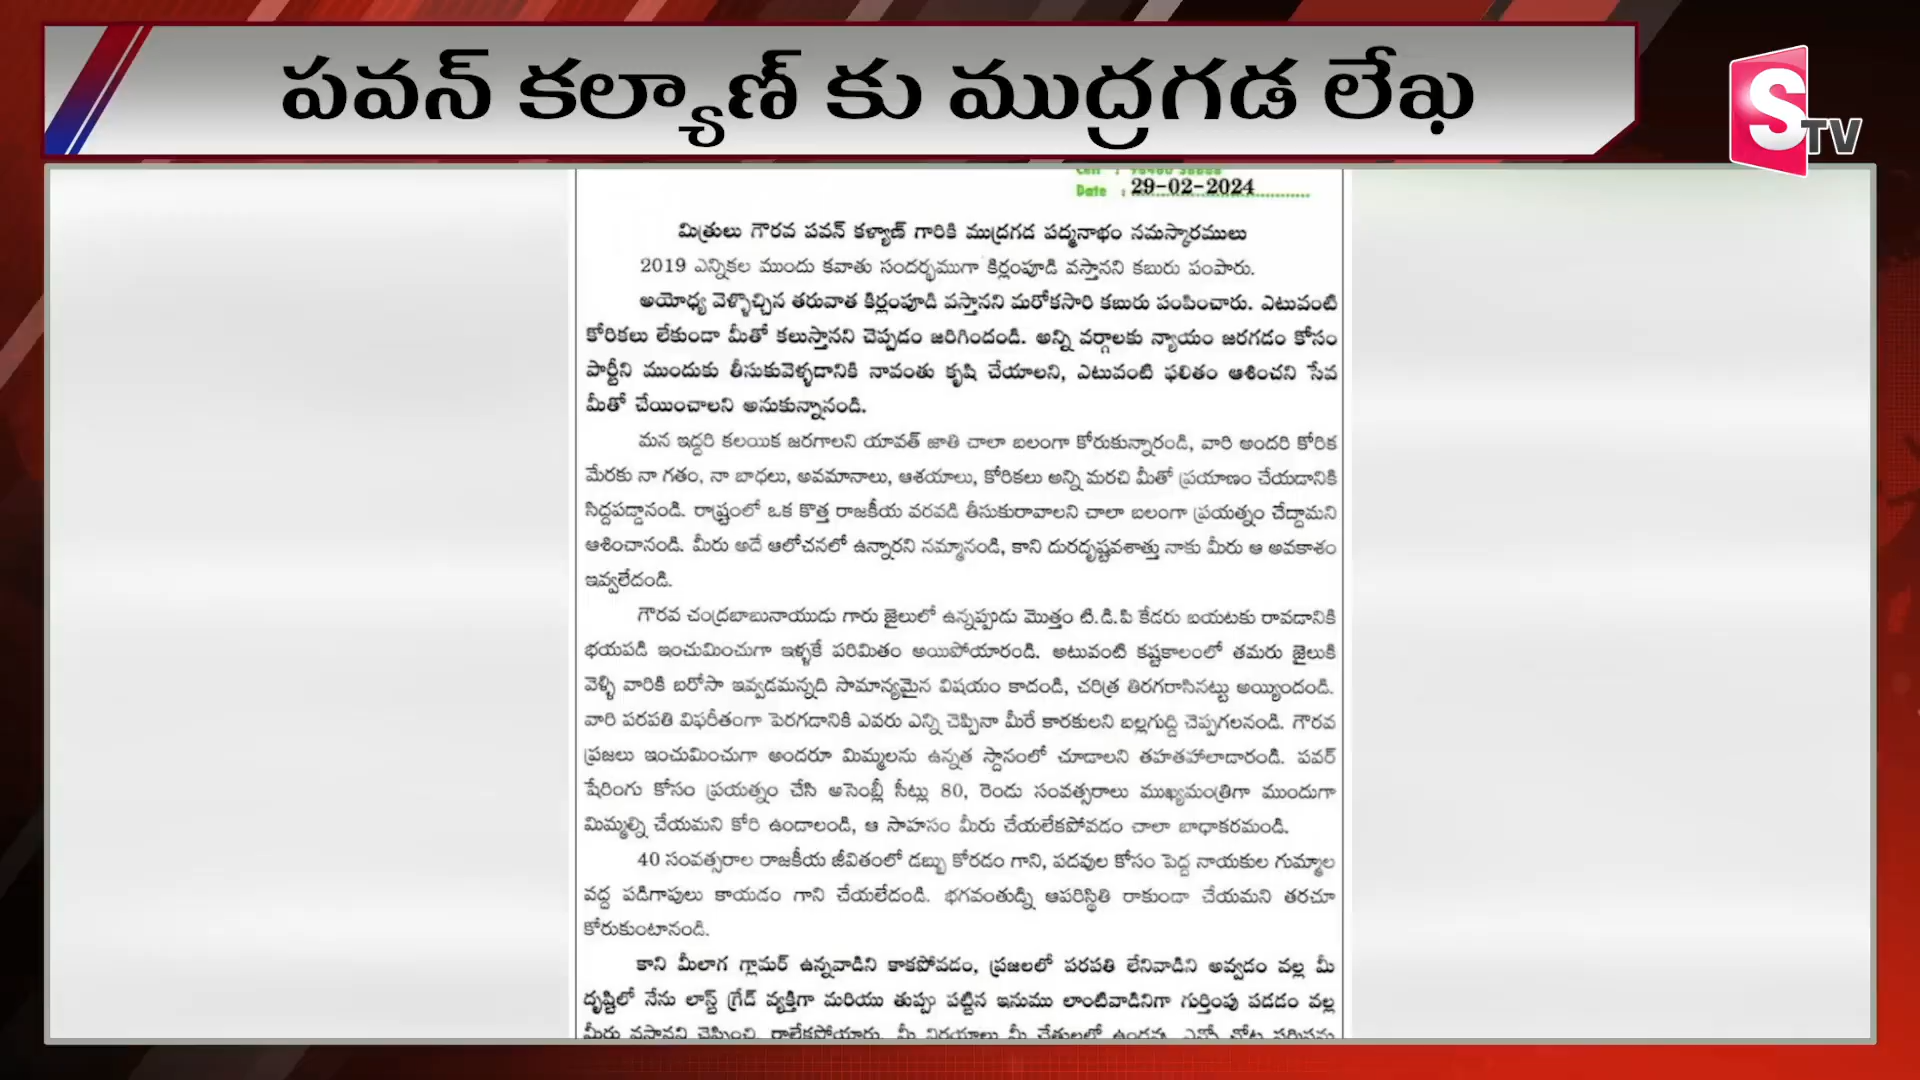 పవన్ కల్యాణ్ కు ముద్రగడ లేఖ
S TV
Date : 29-02-2024
మిత్రులు గౌరవ పవన్ కళ్యాణ్ గారికి ముద్రగడ పద్మనాభం నమస్కారములు
2019 ఎన్నికల ముందు కవాతు సందర్భముగా కిర్లంపూడి వస్తానని కబురు పంపారు.
అయోధ్య వెళ్ళొచ్చిన తరువాత కిర్లంపూడి వస్తానని మరోకసారి కబురు పంపించారు. ఎటువంటి
కోరికలు లేకుండా మీతో కలుస్తానని చెప్పడం జరిగిందండి. అన్ని వర్గాలకు న్యాయం జరగడం కోసం
పార్టీని ముందుకు తీసుకువెళ్ళడానికి నావంతు కృషి చేయాలని, ఎటువంటి ఫలితం ఆశించని సేవ
మీతో చేయించాలని అనుకున్నానండి.
మన ఇద్దరి కలయిక జరగాలని యావత్ జాతి చాలా బలంగా కోరుకున్నారండి, వారి అందరి కోరిక
మేరకు నా గతం, నా బాధలు, అవమానాలు, ఆశయాలు, కోరికలు అన్ని మరచి మీతో ప్రయాణం చేయడానికి
సిద్దపడ్డానండి. రాష్ట్రంలో ఒక కొత్త రాజకీయ వరవడి తీసుకురావాలని చాలా బలంగా ప్రయత్నం చేద్దామని
ఆశించానండి. మీరు అదే ఆలోచనలో ఉన్నారని నమ్మానండి, కాని దురదృష్టవశాత్తు నాకు మీరు ఆ అవకాశం
ఇవ్వలేదండి.
గౌరవ చంద్రబాబునాయుడు గారు జైలులో ఉన్నప్పుడు మొత్తం టి.డి.పి కేడరు బయటకు రావడానికి
భయపడి ఇంచుమించుగా ఇళ్ళకే పరిమితం అయిపోయారండి. అటువంటి కష్టకాలంలో తమరు జైలుకి
వెళ్ళి వారికి బరోసా ఇవ్వడమన్నది సామాన్యమైన విషయం కాదండి, చరిత్ర తిరగరాసినట్టు అయ్యిందండి.
వారి పరపతి విఫరీతంగా పెరగడానికి ఎవరు ఎన్ని చెప్పినా మీరే కారకులని బల్లగుద్ది చెప్పగలనండి. గౌరవ
ప్రజలు ఇంచుమించుగా అందరూ మిమ్మలను ఉన్నత స్ధానంలో చూడాలని తహతహాలాడారండి. పవర్
షేరింగు కోసం ప్రయత్నం చేసి అసెంబ్లీ సీట్లు 80, రెండు సంవత్సరాలు ముఖ్యమంత్రిగా ముందుగా
మిమ్మల్ని చేయమని కోరి ఉండాలండి, ఆ సాహసం మీరు చేయలేకపోవడం చాలా బాధాకరమండి.
40 సంవత్సరాల రాజకీయ జీవితంలో డబ్బు కోరడం గాని, పదవుల కోసం పెద్ద నాయకుల గుమ్మాల
వద్ద పడిగాపులు కాయడం గాని చేయలేదండి. భగవంతుడ్ని ఆపరిస్థితి రాకుండా చేయమని తరచూ
కోరుకుంటానండి.
కాని మీలాగ గ్లామర్ ఉన్నవాడిని కాకపోవడం, ప్రజలలో పరపతి లేనివాడిని అవ్వడం వల్ల మీ
దృష్టిలో నేను లాస్ట్ గ్రేడ్ వ్యక్తిగా మరియు తుప్పు పట్టిన ఇనుము లాంటివాడినిగా గుర్తింపు పడడం వల్ల